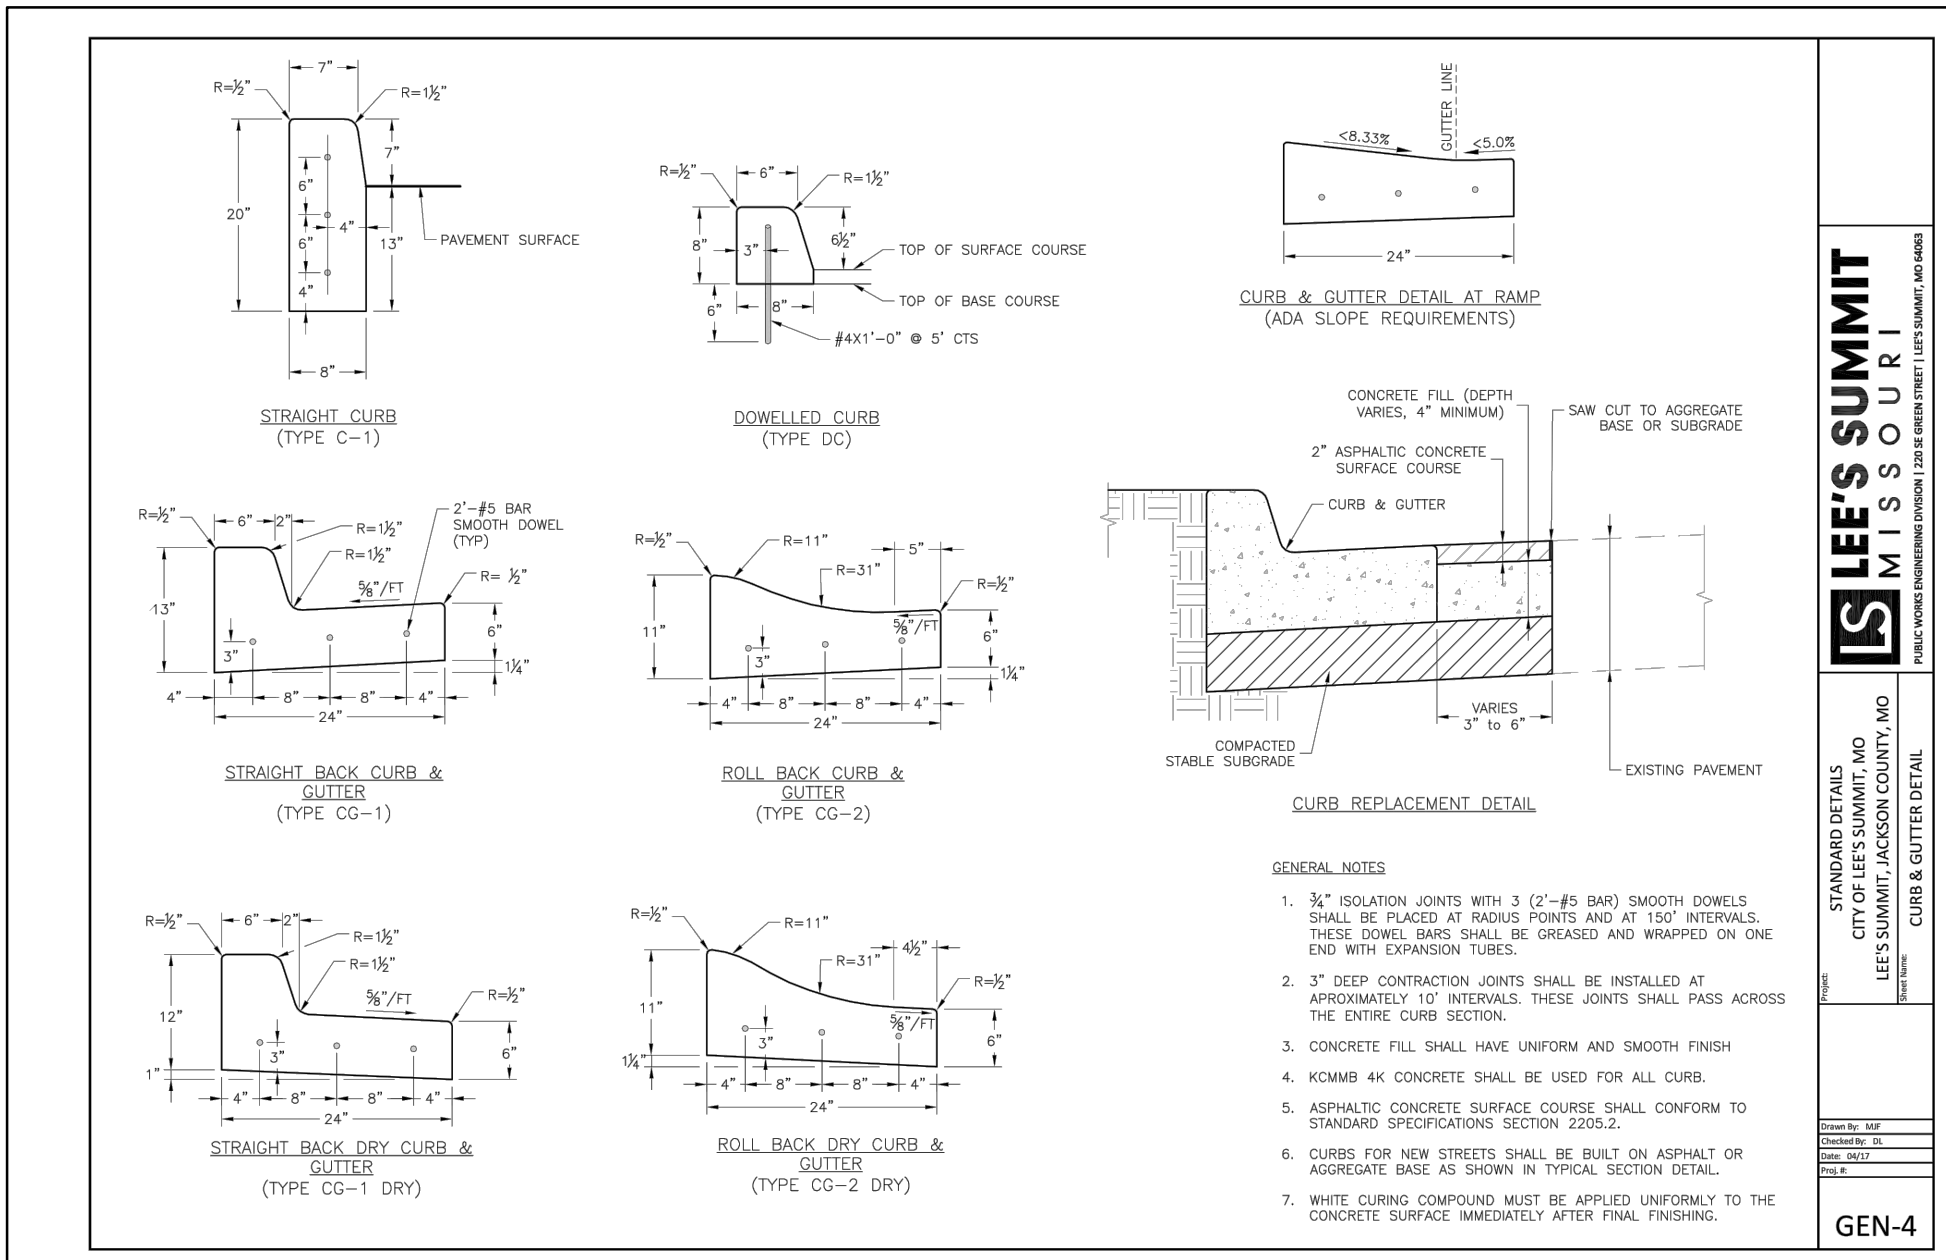 7"
R=½"
R=1½"
7"
6"
20"
4"
6"
13"
4"
PAVEMENT SURFACE
8"
STRAIGHT CURB
(TYPE C-1)
R=½"
6"
R=1½"
8"
3"
6½"
TOP OF SURFACE COURSE
6"
8"
TOP OF BASE COURSE
#4X1'-0" @ 5' CTS
DOWELLED CURB
(TYPE DC)
GUTTER LINE
<8.33%
<5.0%
24"
CURB & GUTTER DETAIL AT RAMP
(ADA SLOPE REQUIREMENTS)
R=½"
6"
2"
R=1½"
R=1½"
2'-#5 BAR
SMOOTH DOWEL
(TYP)
⅝"/FT
R= ½"
13"
3"
6"
1¼"
4"
8"
8"
4"
24"
STRAIGHT BACK CURB &
GUTTER
(TYPE CG-1)
R=½"
R=11"
5"
R=31"
R=½"
11"
⅝"/FT
3"
6"
1¼"
4"
8"
8"
4"
24"
ROLL BACK CURB &
GUTTER
(TYPE CG-2)
CONCRETE FILL (DEPTH
VARIES, 4" MINIMUM)
SAW CUT TO AGGREGATE
BASE OR SUBGRADE
2" ASPHALTIC CONCRETE
SURFACE COURSE
CURB & GUTTER
VARIES
3" to 6"
COMPACTED
STABLE SUBGRADE
EXISTING PAVEMENT
CURB REPLACEMENT DETAIL
R=½"
6"
2"
R=1½"
R=1½"
⅝"/FT
R=½"
12"
3"
6"
1"
4"
8"
8"
4"
24"
STRAIGHT BACK DRY CURB &
GUTTER
(TYPE CG-1 DRY)
R=½"
R=11"
4½"
R=31"
R=½"
11"
⅝"/FT
3"
6"
1¼"
4"
8"
8"
4"
24"
ROLL BACK DRY CURB &
GUTTER
(TYPE CG-2 DRY)
GENERAL NOTES
1. ¾" ISOLATION JOINTS WITH 3 (2'-#5 BAR) SMOOTH DOWELS
SHALL BE PLACED AT RADIUS POINTS AND AT 150' INTERVALS.
THESE DOWEL BARS SHALL BE GREASED AND WRAPPED ON ONE
END WITH EXPANSION TUBES.
2. 3" DEEP CONTRACTION JOINTS SHALL BE INSTALLED AT
APROXIMATELY 10' INTERVALS. THESE JOINTS SHALL PASS ACROSS
THE ENTIRE CURB SECTION.
3. CONCRETE FILL SHALL HAVE UNIFORM AND SMOOTH FINISH
4. KCMMB 4K CONCRETE SHALL BE USED FOR ALL CURB.
5. ASPHALTIC CONCRETE SURFACE COURSE SHALL CONFORM TO
STANDARD SPECIFICATIONS SECTION 2205.2.
6. CURBS FOR NEW STREETS SHALL BE BUILT ON ASPHALT OR
AGGREGATE BASE AS SHOWN IN TYPICAL SECTION DETAIL.
7. WHITE CURING COMPOUND MUST BE APPLIED UNIFORMLY TO THE
CONCRETE SURFACE IMMEDIATELY AFTER FINAL FINISHING.
LS LEE'S SUMMIT
MISSOURI
PUBLIC WORKS ENGINEERING DIVISION | 220 SE GREEN STREET | LEE'S SUMMIT, MO 64063
Project:
STANDARD DETAILS
CITY OF LEE'S SUMMIT, MO
LEE'S SUMMIT, JACKSON COUNTY, MO
Sheet Name:
CURB & GUTTER DETAIL
Drawn By: MJF
Checked By: DL
Date: 04/17
Proj. #:
GEN-4